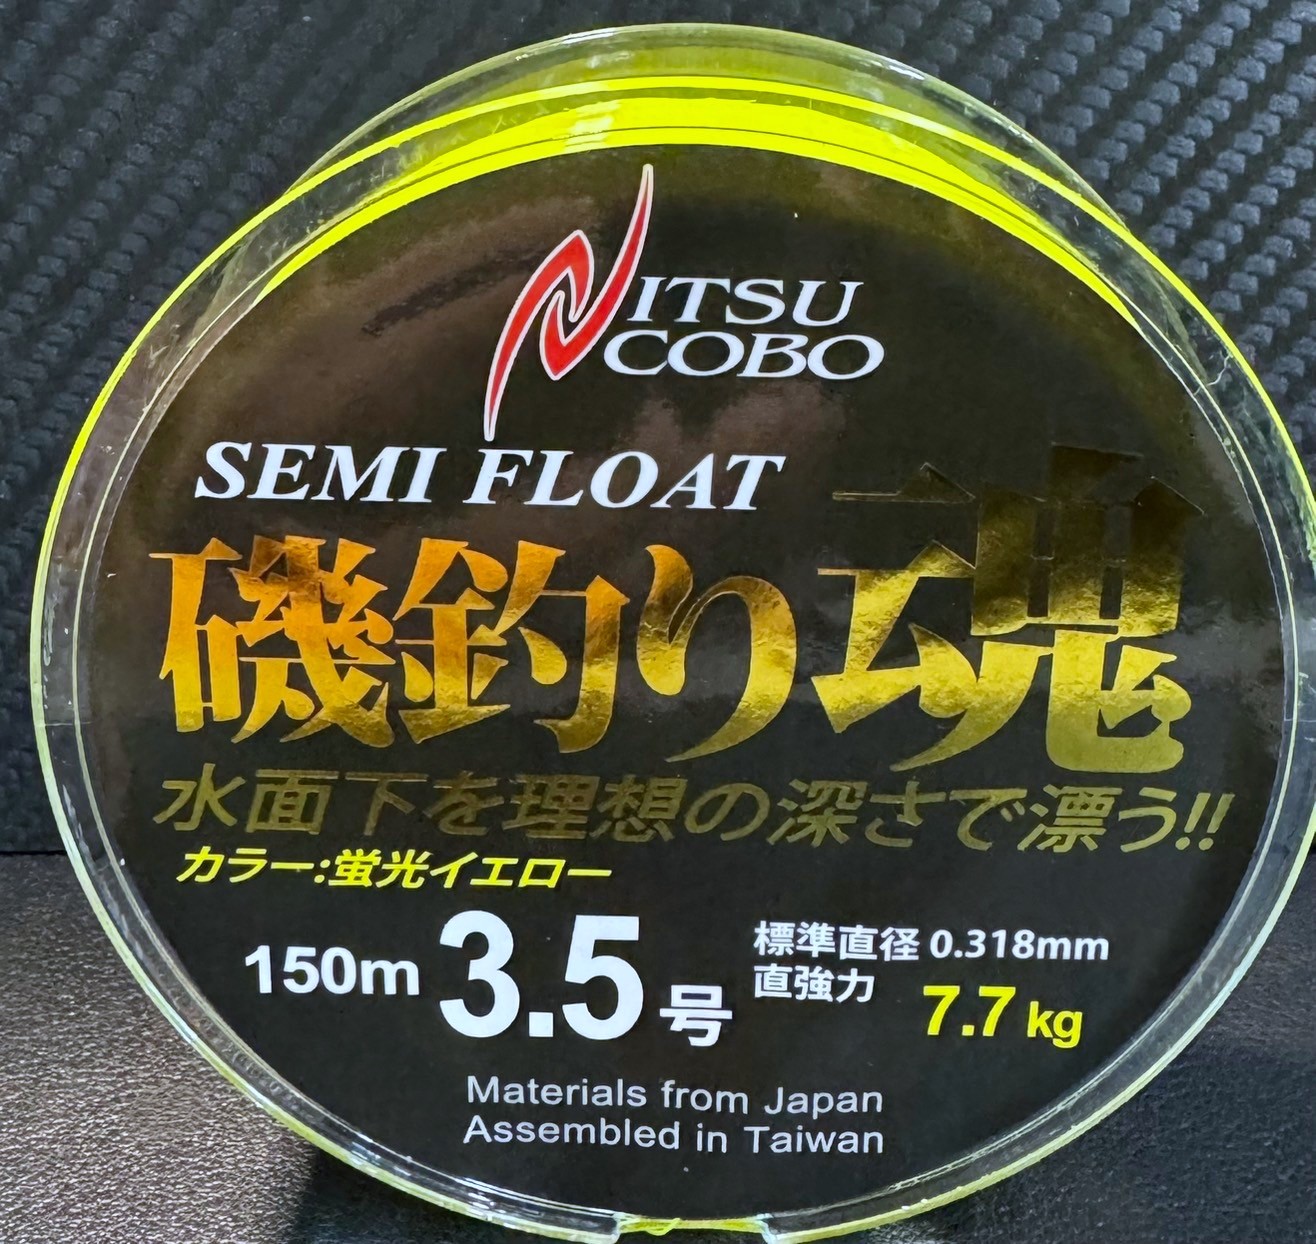 NITSU
COBO
SEMI FLOAT
磯釣り魂
水面下を理想の深さで漂う!!
カラー:蛍光イエロー
150m 3.5号
標準直径 0.318mm
直強力 7.7 kg
Materials from Japan
Assembled in Taiwan